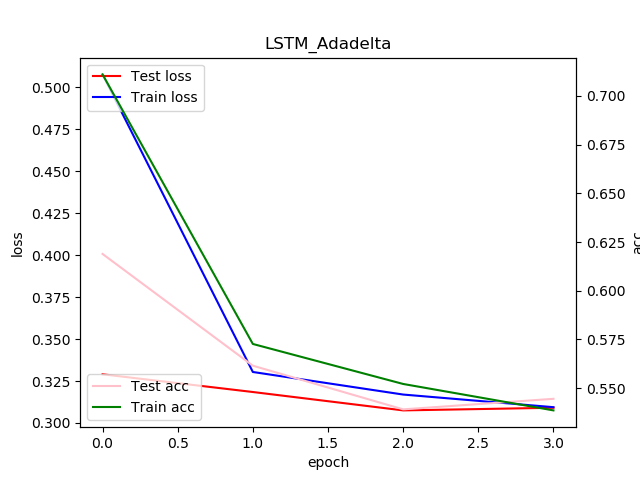 LSTM_Adadelta
Test loss
Train loss
Test acc
Train acc
0.500
0.475
0.450
0.425
0.400
0.375
0.350
0.325
0.300
loss
0.700
0.675
0.650
0.625
0.600
0.575
0.550
acc
0.0
0.5
1.0
1.5
2.0
2.5
3.0
epoch